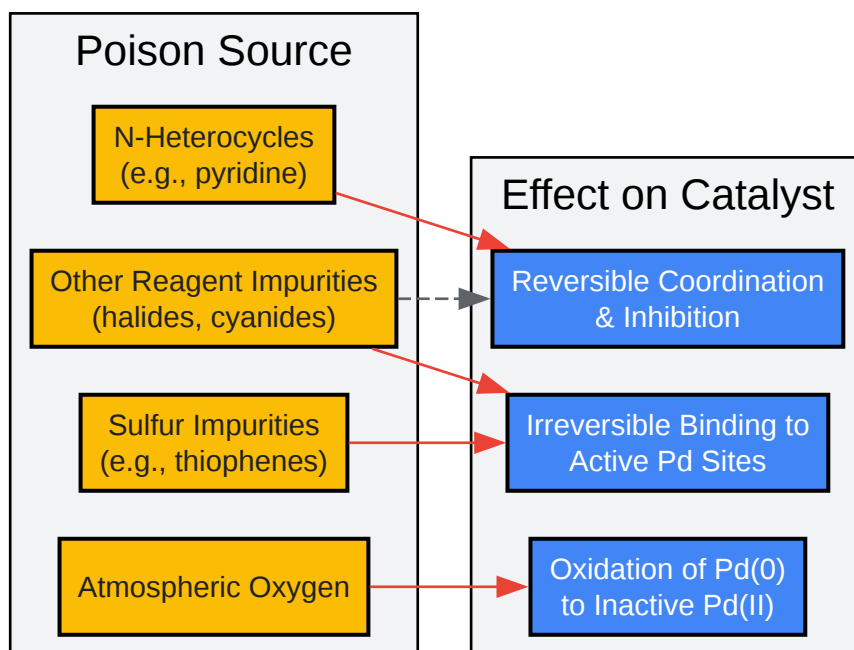 Poison Source
N-Heterocycles
(e.g., pyridine)
Other Reagent Impurities
(halides, cyanides)
Sulfur Impurities
(e.g., thiophenes)
Atmospheric Oxygen
Effect on Catalyst
Reversible Coordination
& Inhibition
Irreversible Binding to
Active Pd Sites
Oxidation of Pd(0)
to Inactive Pd(II)